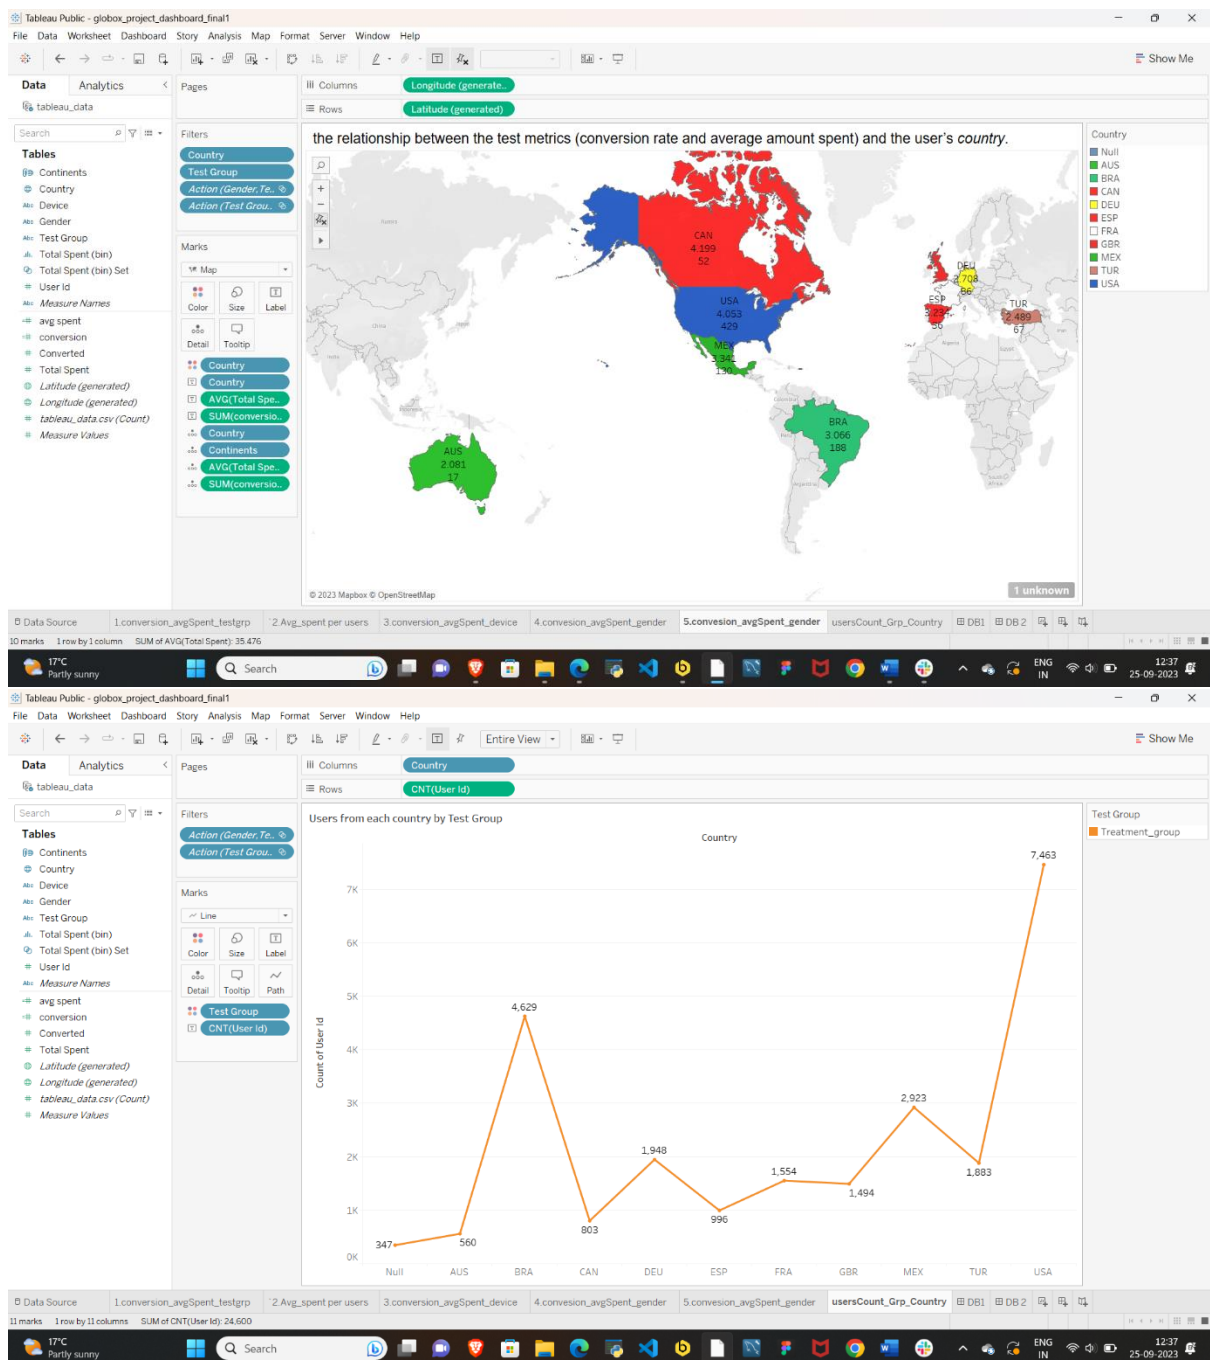 Tableau Public - globox_project_dashboard_final1
File Data Worksheet Dashboard Story Analysis Map Format Server Window Help
Show Me
Data Analytics
tableau_data
Search
Tables
Continents
Country
Device
Gender
Test Group
Total Spent (bin)
Total Spent (bin) Set
User Id
Measure Names
avg spent
conversion
Converted
Total Spent
Latitude (generated)
Longitude (generated)
tableau_data.csv (Count)
Measure Values
Pages
Filters
Country
Test Group
Action (Gender,Te..
Action (Test Grou..
Marks
Map
Color Size Label
Detail Tooltip
Country
Country
AVG(Total Spe..
SUM(conversio..
Country
Continents
AVG(Total Spe..
SUM(conversio..
Columns Longitude (generate..
Rows Latitude (generated)
the relationship between the test metrics (conversion rate and average amount spent) and the user's country.
CAN
4.199
52
USA
4.053
429
MEX
3.341
130
BRA
3.066
188
AUS
2.081
17
DEU
2.708
86
ESP
3.234
36
TUR
2.489
67
© 2023 Mapbox © OpenStreetMap
1 unknown
Country
Null
AUS
BRA
CAN
DEU
ESP
FRA
GBR
MEX
TUR
USA
Data Source 1.conversion_avgSpent_testgrp `2.Avg_spent per users 3.conversion_avgSpent_device 4.convesion_avgSpent_gender 5.convesion_avgSpent_gender usersCount_Grp_Country DB1 DB 2
10 marks 1 row by 1 column SUM of AVG(Total Spent): 35.476
17°C
Partly sunny
Search
ENG
IN
12:37
25-09-2023
Tableau Public - globox_project_dashboard_final1
File Data Worksheet Dashboard Story Analysis Map Format Server Window Help
Entire View
Show Me
Data Analytics
tableau_data
Search
Tables
Continents
Country
Device
Gender
Test Group
Total Spent (bin)
Total Spent (bin) Set
User Id
Measure Names
avg spent
conversion
Converted
Total Spent
Latitude (generated)
Longitude (generated)
tableau_data.csv (Count)
Measure Values
Pages
Filters
Action (Gender,Te..
Action (Test Grou..
Marks
Line
Color Size Label
Detail Tooltip Path
Test Group
CNT(User Id)
Columns Country
Rows CNT(User Id)
Users from each country by Test Group
Country
Count of User Id
7K
6K
5K
4K
3K
2K
1K
0K
347
560
4,629
803
1,948
996
1,554
1,494
2,923
1,883
7,463
Null AUS BRA CAN DEU ESP FRA GBR MEX TUR USA
Test Group
Treatment_group
Data Source 1.conversion_avgSpent_testgrp `2.Avg_spent per users 3.conversion_avgSpent_device 4.convesion_avgSpent_gender 5.convesion_avgSpent_gender usersCount_Grp_Country DB1 DB 2
11 marks 1 row by 11 columns SUM of CNT(User Id): 24,600
17°C
Partly sunny
Search
ENG
IN
12:37
25-09-2023